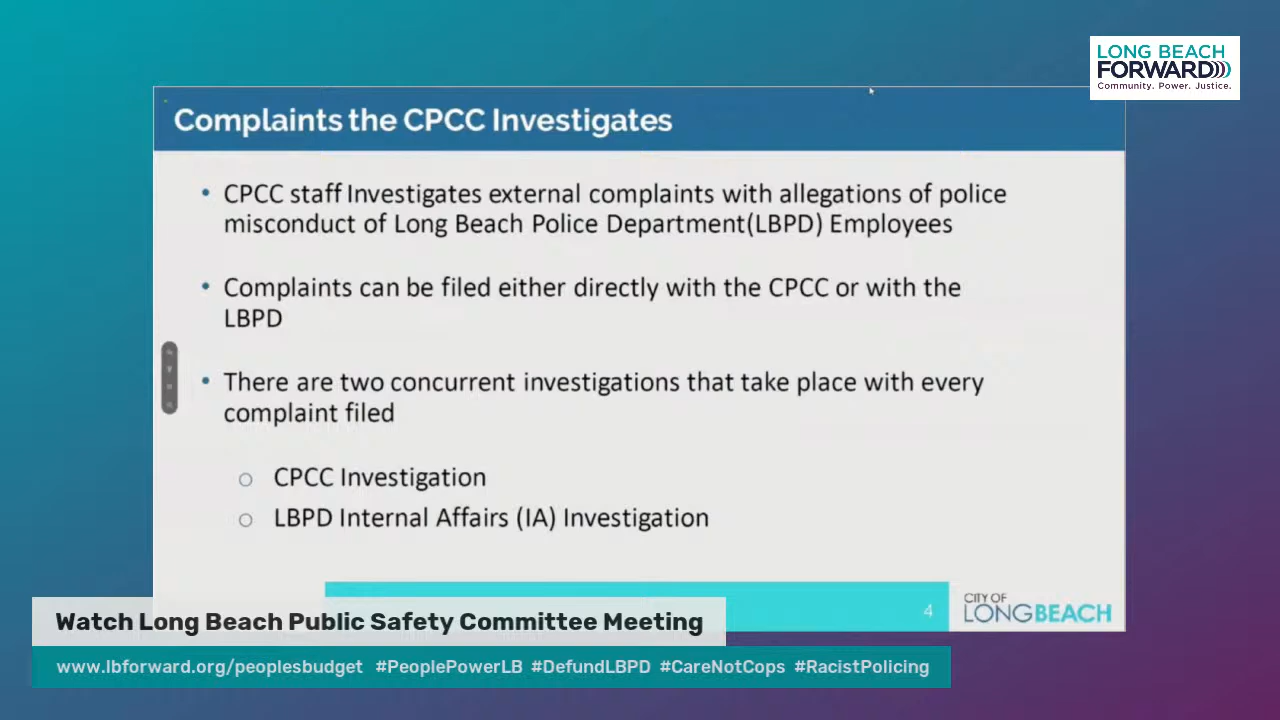 LONG BEACH
FORWARD
Community. Power. Justice.
Complaints the CPCC Investigates
• CPCC staff Investigates external complaints with allegations of police
misconduct of Long Beach Police Department(LBPD) Employees
• Complaints can be filed either directly with the CPCC or with the
LBPD
• There are two concurrent investigations that take place with every
complaint filed
o CPCC Investigation
o LBPD Internal Affairs (IA) Investigation
4
CITY OF
LONGBEACH
Watch Long Beach Public Safety Committee Meeting
www.lbforward.org/peoplesbudget #PeoplePowerLB #DefundLBPD #CareNotCops #RacistPolicing